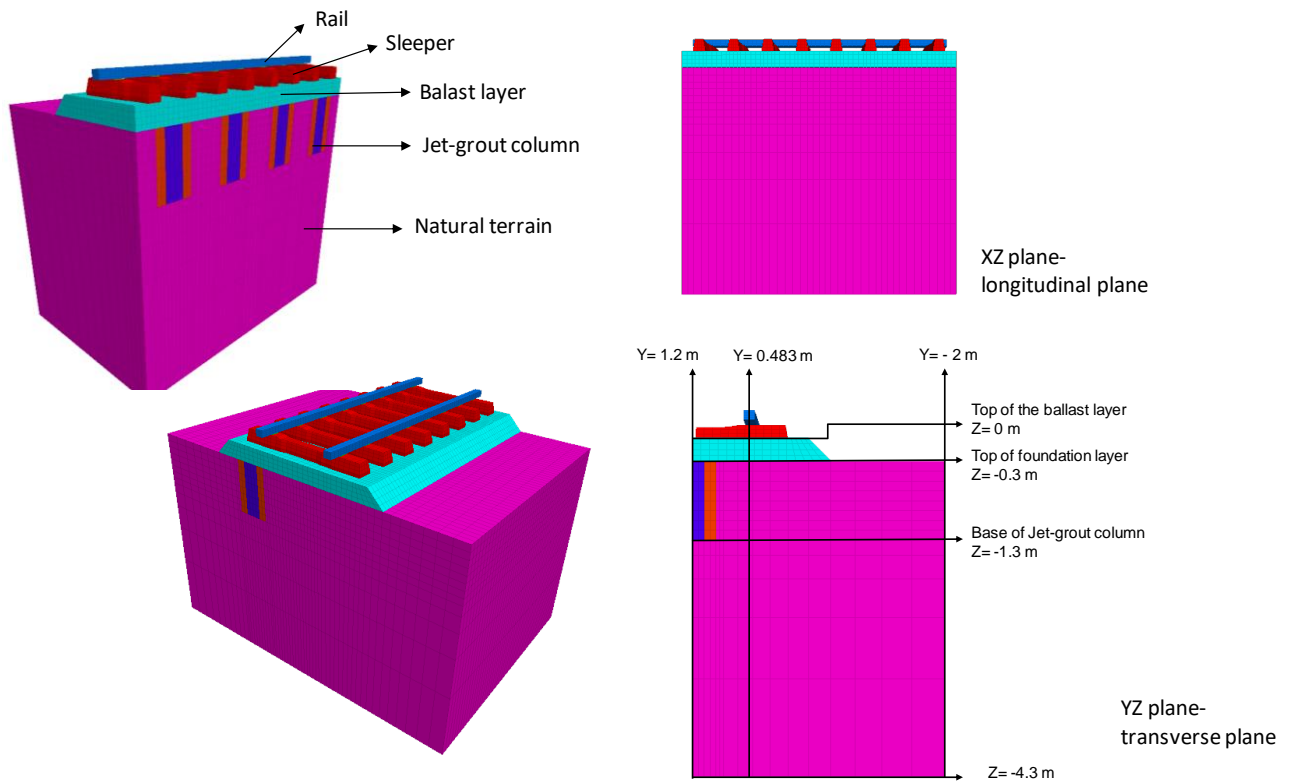 Rail
Sleeper
Balast layer
Jet-grout column
Natural terrain
XZ plane-
longitudinal plane
Y= 1.2 m
Y= 0.483 m
Y= - 2 m
Top of the ballast layer
Z= 0 m
Top of foundation layer
Z= -0.3 m
Base of Jet-grout column
Z= -1.3 m
YZ plane-
transverse plane
Z= -4.3 m